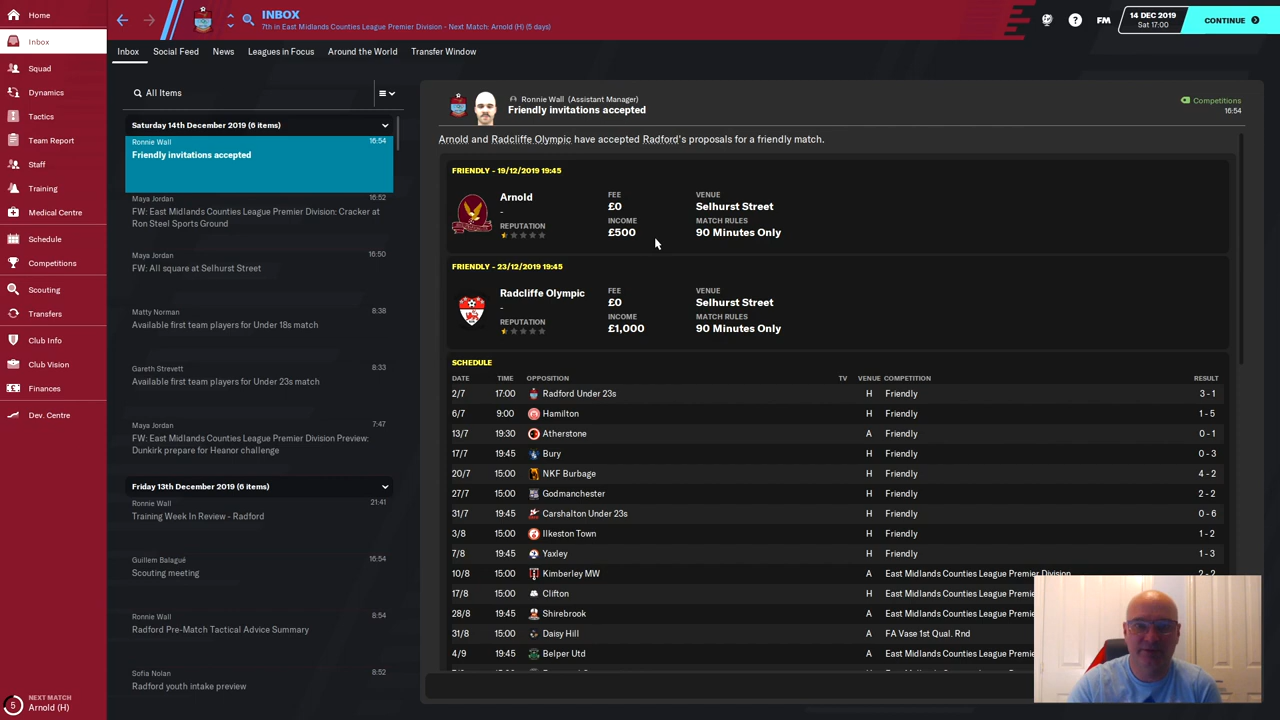 Home
Inbox
Squad
Dynamics
Tactics
Team Report
Staff
Training
Medical Centre
Schedule
Competitions
Scouting
Transfers
Club Info
Club Vision
Finances
Dev. Centre
5
NEXT MATCH
Arnold (H)
INBOX
7th in East Midlands Counties League Premier Division - Next Match: Arnold (H) (5 days)
FM
14 DEC 2019
Sat 17:00
CONTINUE
Inbox Social Feed News Leagues in Focus Around the World Transfer Window
All Items
Saturday 14th December 2019 (6 items)
Ronnie Wall 16:54
Friendly invitations accepted
Maya Jordan 16:52
FW: East Midlands Counties League Premier Division: Cracker at
Ron Steel Sports Ground
Maya Jordan 16:50
FW: All square at Selhurst Street
Matty Norman 8:38
Available first team players for Under 18s match
Gareth Strevett 8:33
Available first team players for Under 23s match
Maya Jordan 7:47
FW: East Midlands Counties League Premier Division Preview:
Dunkirk prepare for Heanor challenge
Friday 13th December 2019 (6 items)
Ronnie Wall 21:41
Training Week In Review - Radford
Guillem Balagué 16:54
Scouting meeting
Ronnie Wall 8:54
Radford Pre-Match Tactical Advice Summary
Sofia Nolan 8:52
Radford youth intake preview
Ronnie Wall (Assistant Manager)
Friendly invitations accepted
Competitions
16:54
Arnold and Radcliffe Olympic have accepted Radford's proposals for a friendly match.
FRIENDLY - 19/12/2019 19:45
Arnold
-
REPUTATION
FEE
£0
INCOME
£500
VENUE
Selhurst Street
MATCH RULES
90 Minutes Only
FRIENDLY - 23/12/2019 19:45
Radcliffe Olympic
-
REPUTATION
FEE
£0
INCOME
£1,000
VENUE
Selhurst Street
MATCH RULES
90 Minutes Only
SCHEDULE
DATE TIME OPPOSITION TV VENUE COMPETITION RESULT
2/7 17:00 Radford Under 23s H Friendly 3 - 1
6/7 9:00 Hamilton H Friendly 1 - 5
13/7 19:30 Atherstone A Friendly 0 - 1
17/7 19:45 Bury H Friendly 0 - 3
20/7 15:00 NKF Burbage H Friendly 4 - 2
27/7 15:00 Godmanchester H Friendly 2 - 2
31/7 19:45 Carshalton Under 23s H Friendly 0 - 6
3/8 15:00 Ilkeston Town H Friendly 1 - 2
7/8 19:45 Yaxley H Friendly 1 - 3
10/8 15:00 Kimberley MW A East Midlands Counties League Premier Division 2 - 2
17/8 15:00 Clifton H East Midlands Counties League Premie
28/8 19:45 Shirebrook A East Midlands Counties League Premie
31/8 15:00 Daisy Hill A FA Vase 1st Qual. Rnd
4/9 19:45 Belper Utd A East Midlands Counties League Premie